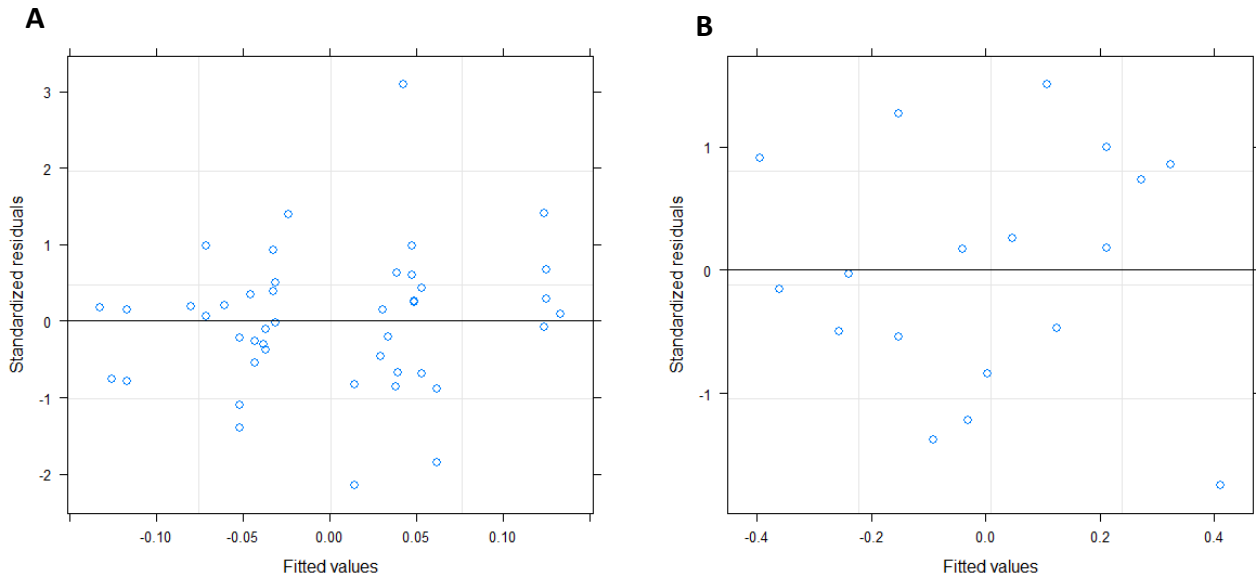 A
3
2
1
0
-1
-2
Standardized residuals
-0.10 -0.05 0.00 0.05 0.10
Fitted values
B
1
0
-1
Standardized residuals
-0.4 -0.2 0.0 0.2 0.4
Fitted values